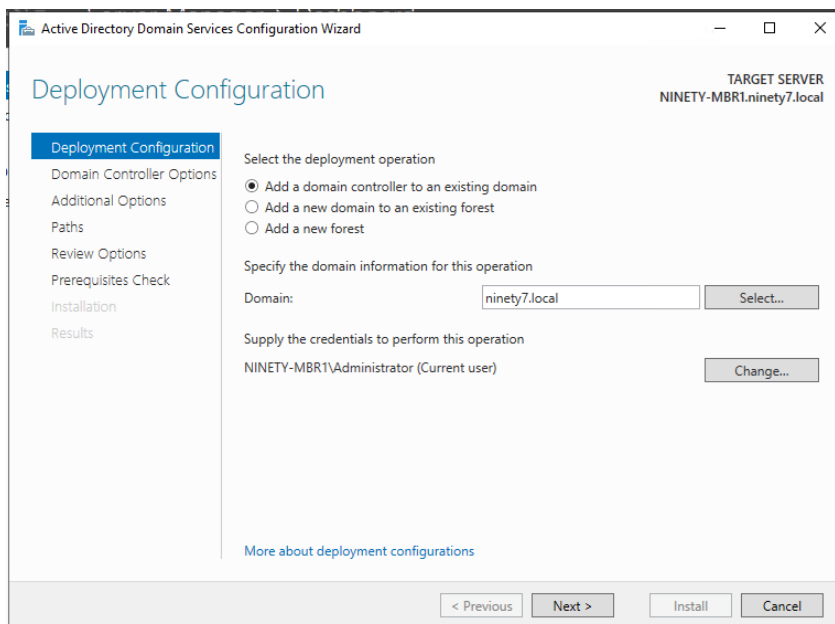 Active Directory Domain Services Configuration Wizard
Deployment Configuration
TARGET SERVER
NINETY-MBR1.ninety7.local
Deployment Configuration
Domain Controller Options
Additional Options
Paths
Review Options
Prerequisites Check
Installation
Results
Select the deployment operation
Add a domain controller to an existing domain
Add a new domain to an existing forest
Add a new forest
Specify the domain information for this operation
Domain:
ninety7.local
Select...
Supply the credentials to perform this operation
NINETY-MBR1\Administrator (Current user)
Change...
More about deployment configurations
< Previous
Next >
Install
Cancel